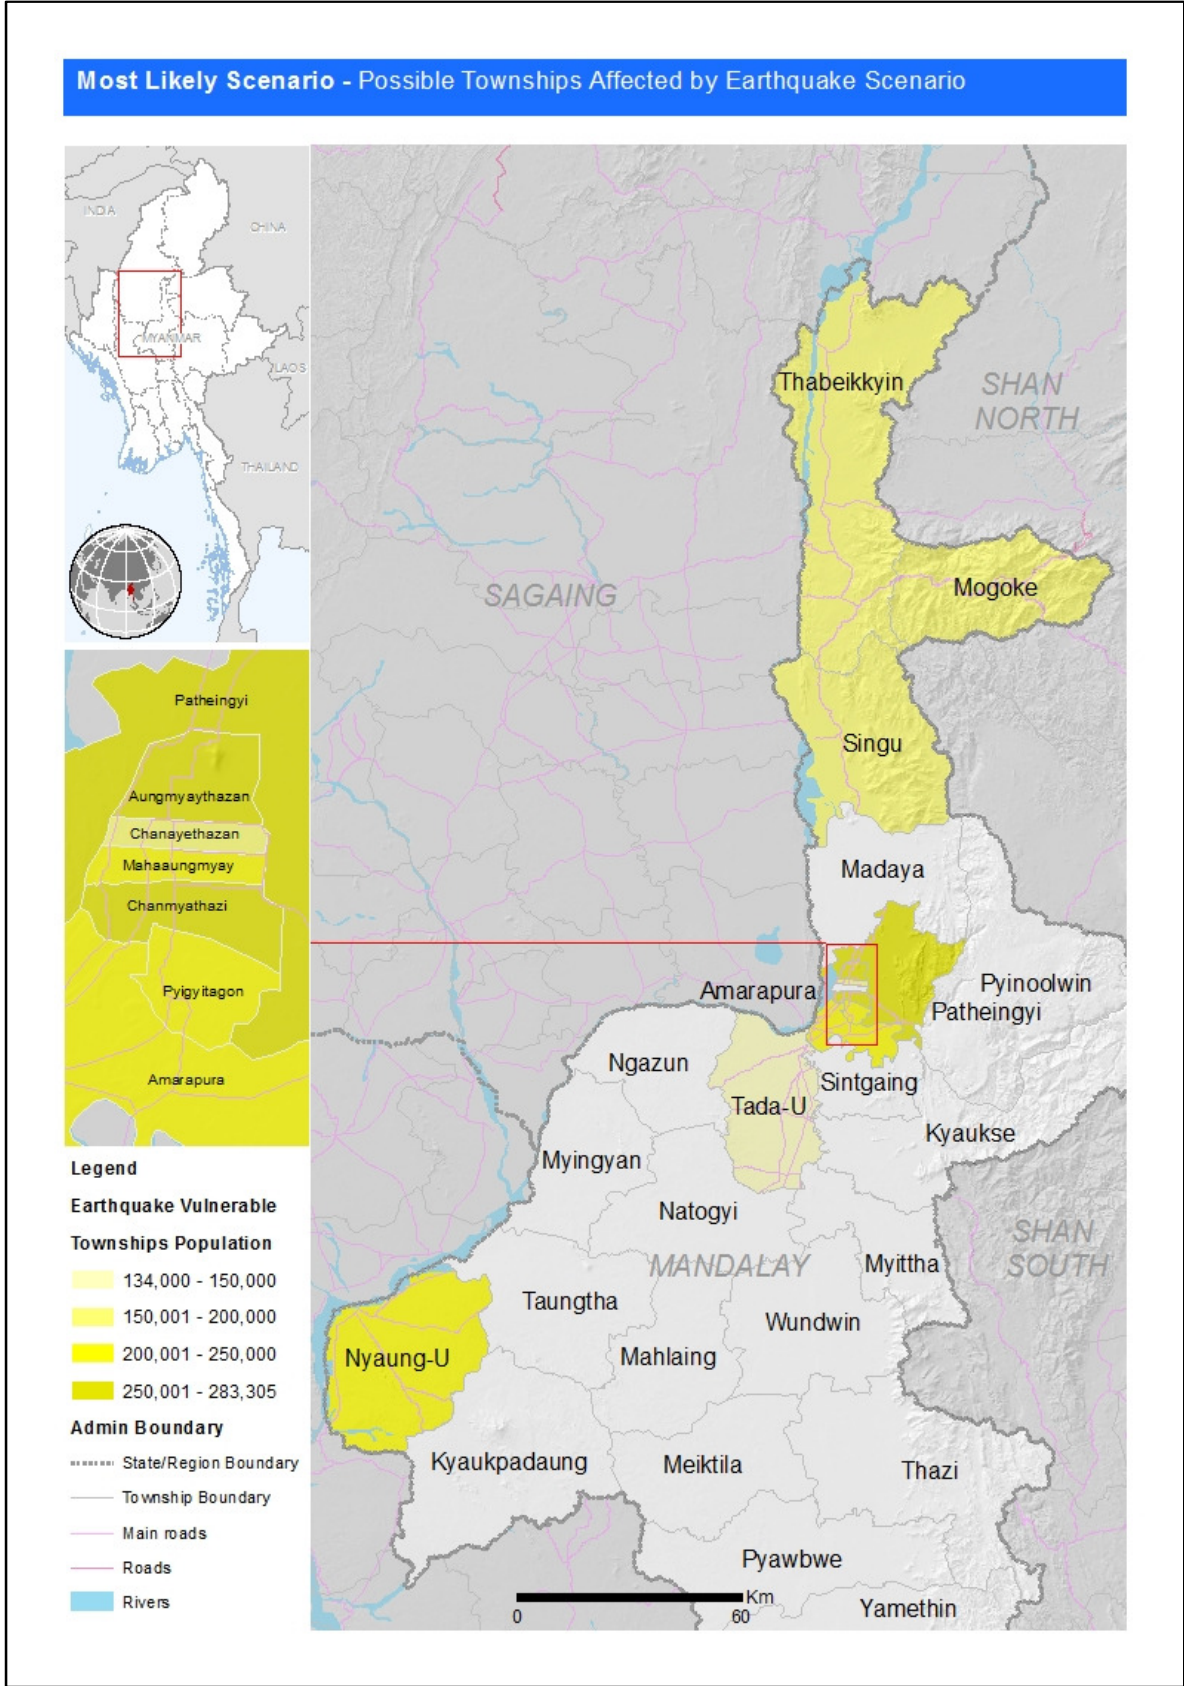 Most Likely Scenario - Possible Townships Affected by Earthquake Scenario
INDIA
CHINA
MYANMAR
LAOS
THAILAND
Patheingyi
Aungmyaythazan
Chanayethazan
Mahaaungmyay
Chanmyathazi
Pyigyitagon
Amarapura
Legend
Earthquake Vulnerable
Townships Population
134,000 - 150,000
150,001 - 200,000
200,001 - 250,000
250,001 - 283,305
Admin Boundary
State/Region Boundary
Township Boundary
Main roads
Roads
Rivers
Thabeikkyin
SHAN
NORTH
SAGAING
Mogoke
Singu
Madaya
Amarapura
Pyinoolwin
Patheingyi
Ngazun
Sintgaing
Tada-U
Kyaukse
Myingyan
Natogyi
SHAN
SOUTH
MANDALAY
Myittha
Taungtha
Wundwin
Nyaung-U
Mahlaing
Kyaukpadaung
Meiktila
Thazi
Pyawbwe
Km
0
60
Yamethin